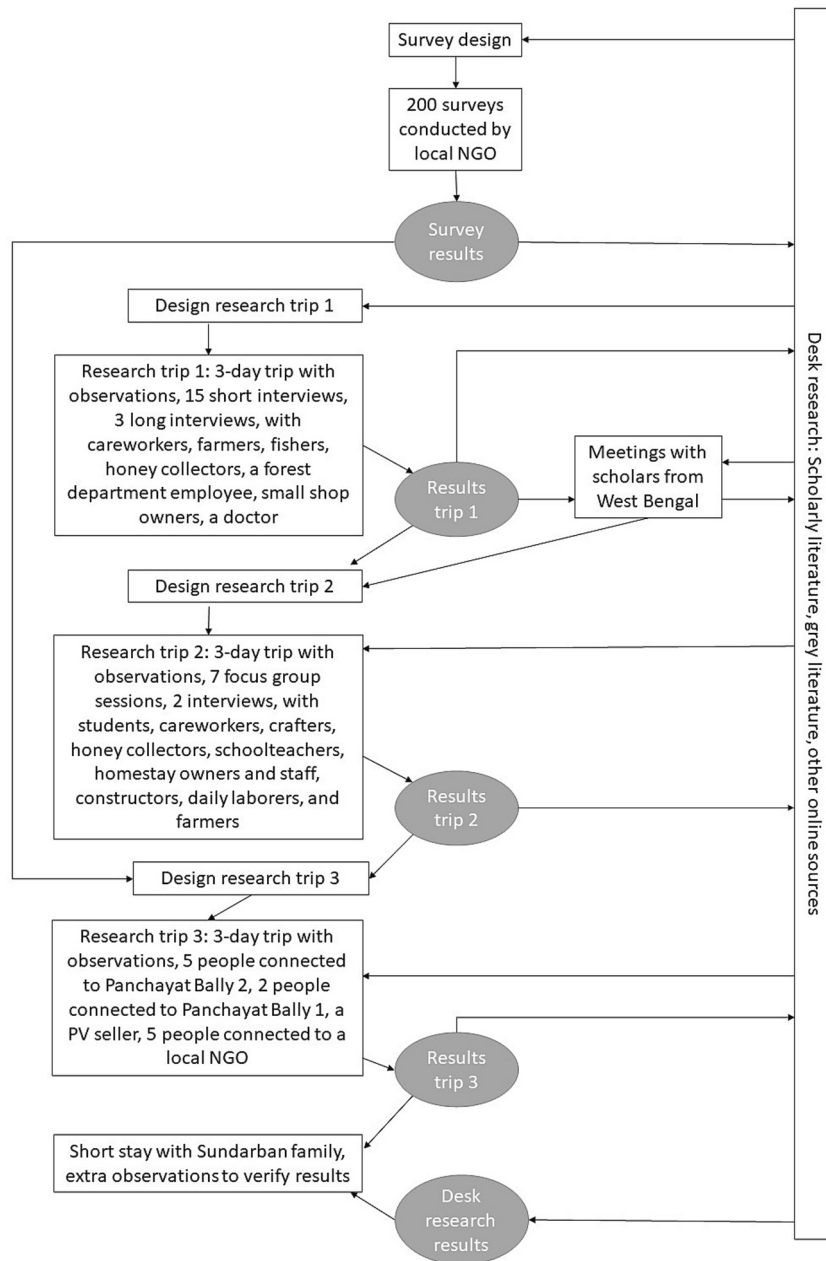 Survey design
200 surveys
conducted by
local NGO
Survey
results
Design research trip 1
Research trip 1: 3-day trip with
observations, 15 short interviews,
3 long interviews, with
careworkers, farmers, fishers,
honey collectors, a forest
department employee, small shop
owners, a doctor
Results
trip 1
Meetings with
scholars from
West Bengal
Design research trip 2
Research trip 2: 3-day trip with
observations, 7 focus group
sessions, 2 interviews, with
students, careworkers, crafters,
honey collectors, schoolteachers,
homestay owners and staff,
constructors, daily laborers, and
farmers
Results
trip 2
Design research trip 3
Research trip 3: 3-day trip with
observations, 5 people connected
to Panchayat Bally 2, 2 people
connected to Panchayat Bally 1, a
PV seller, 5 people connected to a
local NGO
Results
trip 3
Short stay with Sundarban family,
extra observations to verify results
Desk
research
results
Desk research: Scholarly literature, grey literature, other online sources